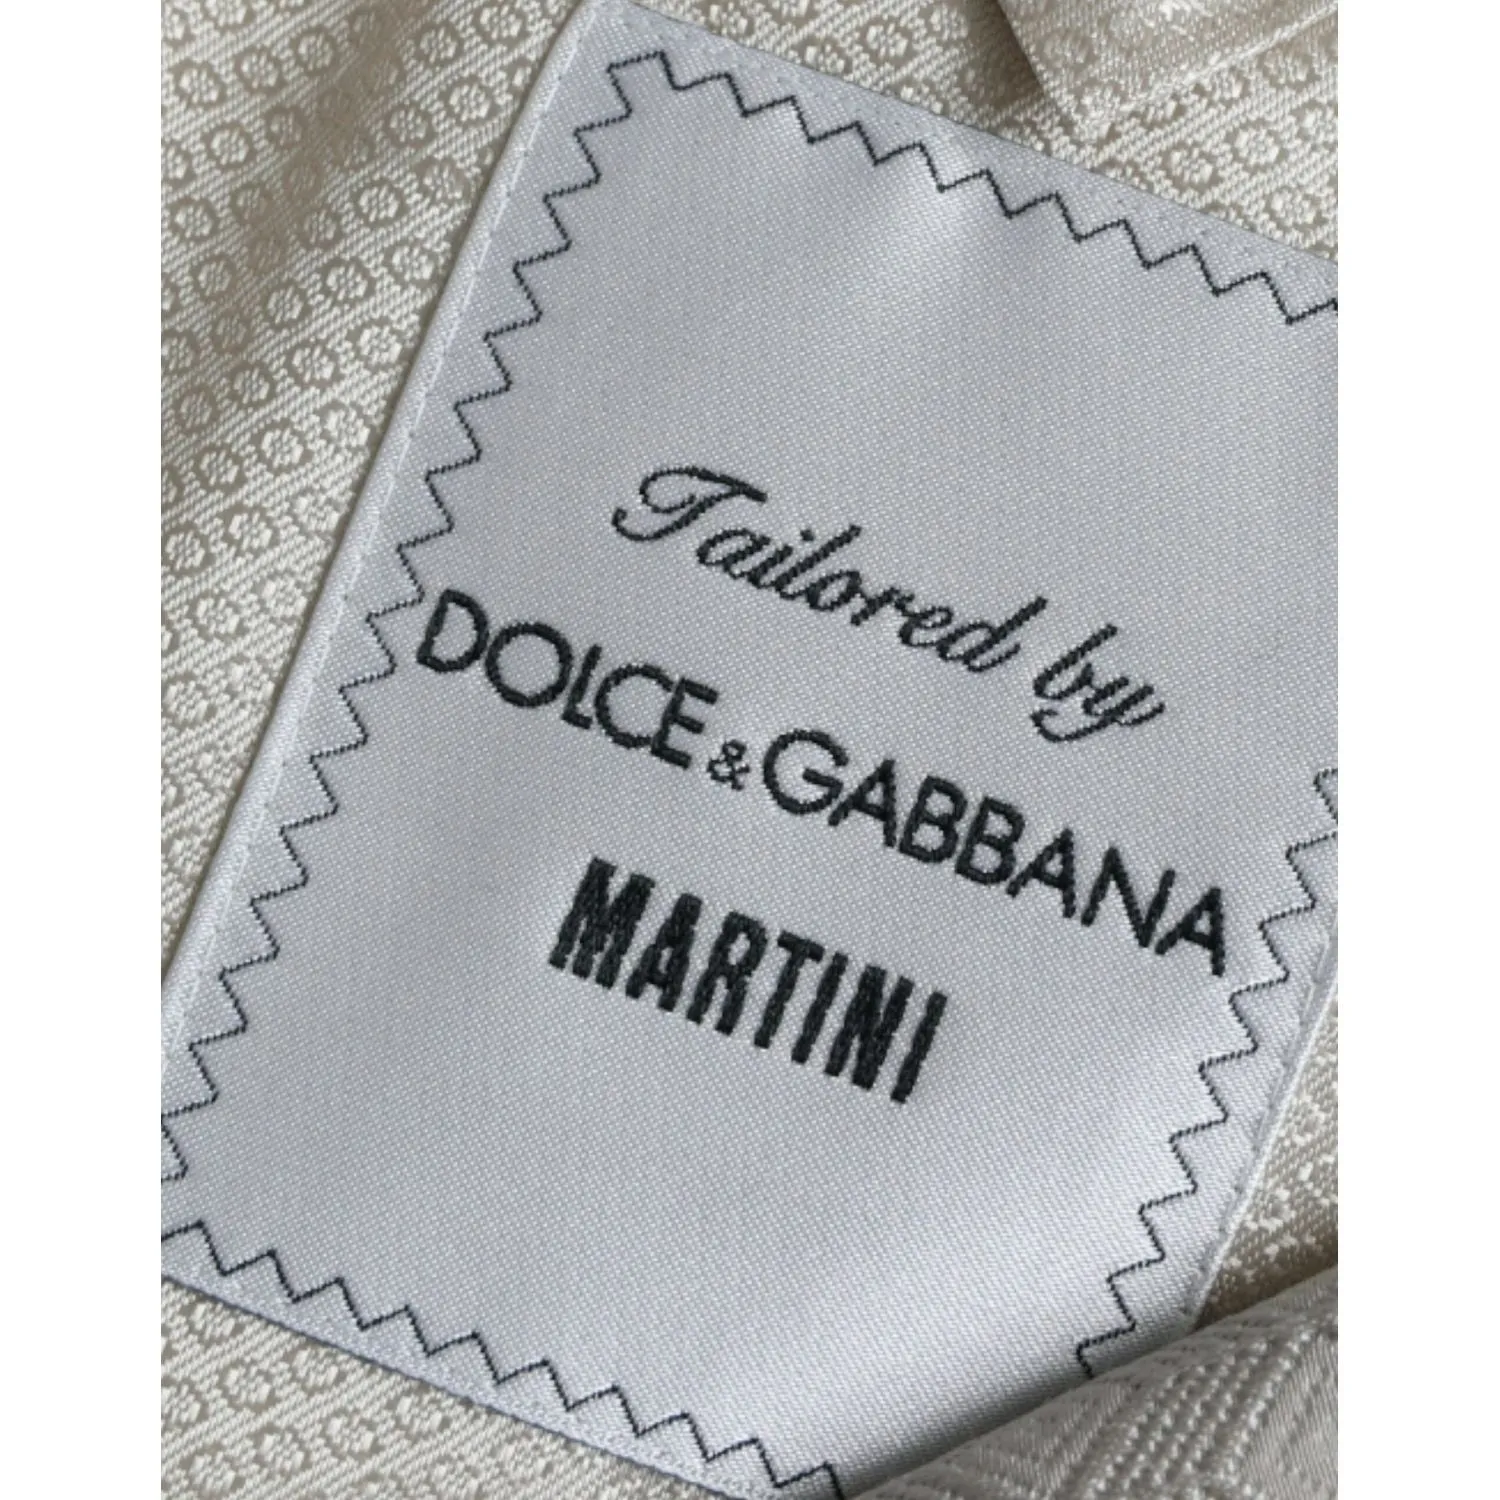 Tailored by
DOLCE & GABBANA
MARTINI